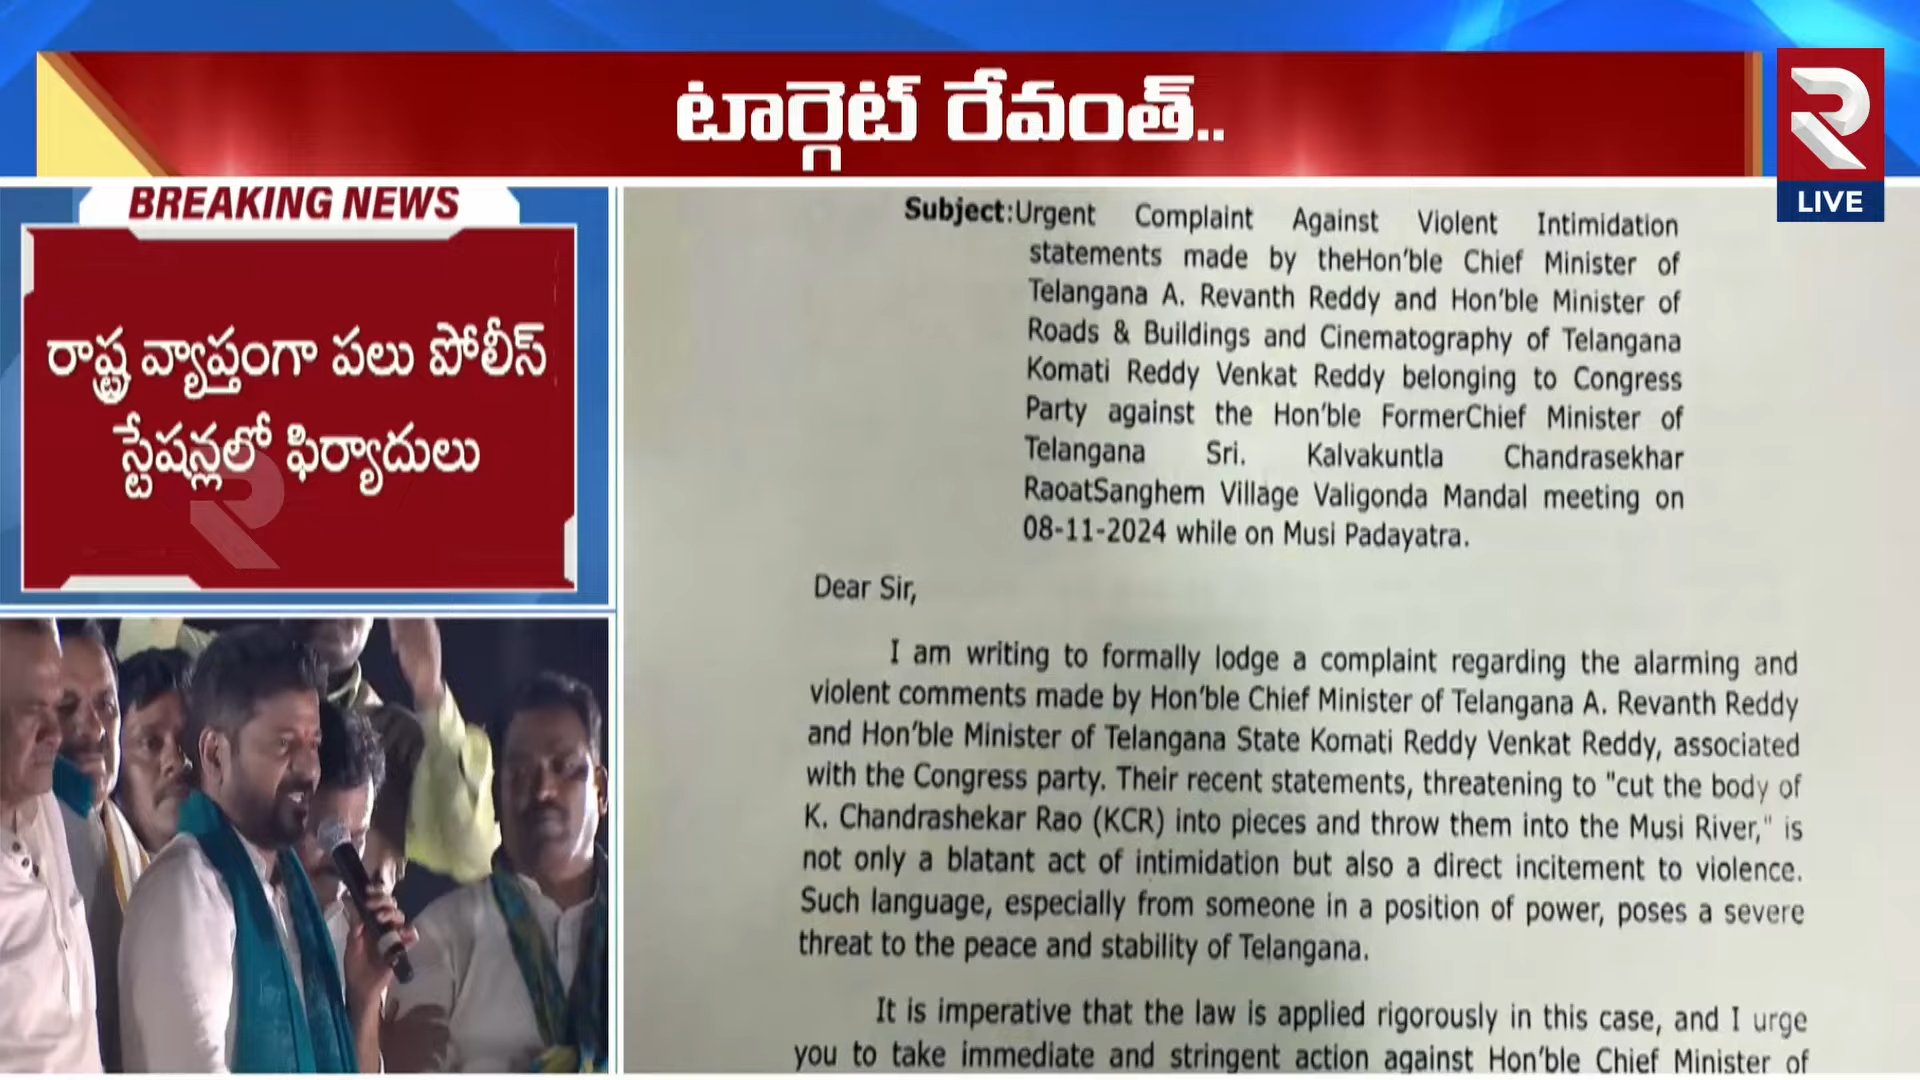 టార్గెట్ రేవంత్..
R
LIVE
BREAKING NEWS
రాష్ట్ర వ్యాప్తంగా పలు పోలీస్
స్టేషన్లలో ఫిర్యాదులు
Subject:Urgent Complaint Against Violent Intimidation
statements made by theHon'ble Chief Minister of
Telangana A. Revanth Reddy and Hon'ble Minister of
Roads & Buildings and Cinematography of Telangana
Komati Reddy Venkat Reddy belonging to Congress
Party against the Hon'ble FormerChief Minister of
Telangana Sri. Kalvakuntla Chandrasekhar
RaoatSanghem Village Valigonda Mandal meeting on
08-11-2024 while on Musi Padayatra.
Dear Sir,
I am writing to formally lodge a complaint regarding the alarming and
violent comments made by Hon'ble Chief Minister of Telangana A. Revanth Reddy
and Hon'ble Minister of Telangana State Komati Reddy Venkat Reddy, associated
with the Congress party. Their recent statements, threatening to "cut the body of
K. Chandrashekar Rao (KCR) into pieces and throw them into the Musi River," is
not only a blatant act of intimidation but also a direct incitement to violence.
Such language, especially from someone in a position of power, poses a severe
threat to the peace and stability of Telangana.
It is imperative that the law is applied rigorously in this case, and I urge
you to take immediate and stringent action against Hon'ble Chief Minister of